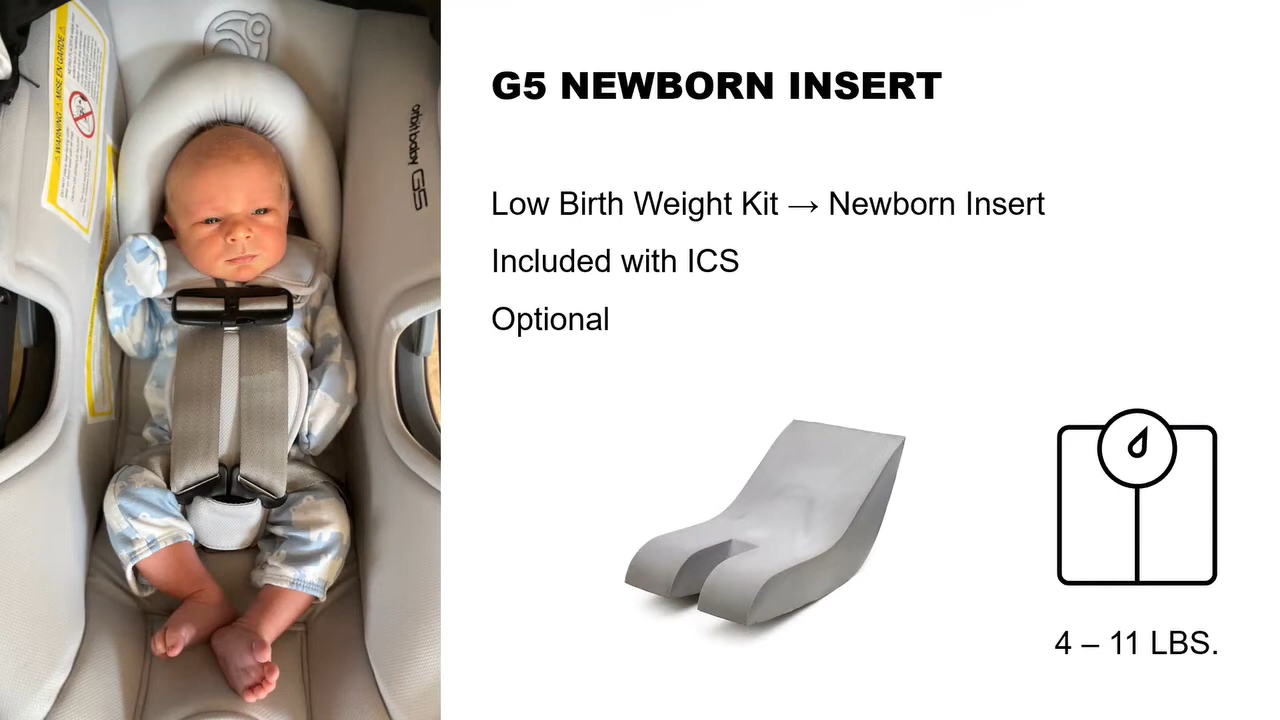 WARNING
MISE EN GARDE
orbit baby G5
G5 NEWBORN INSERT
Low Birth Weight Kit → Newborn Insert
Included with ICS
Optional
4 – 11 LBS.